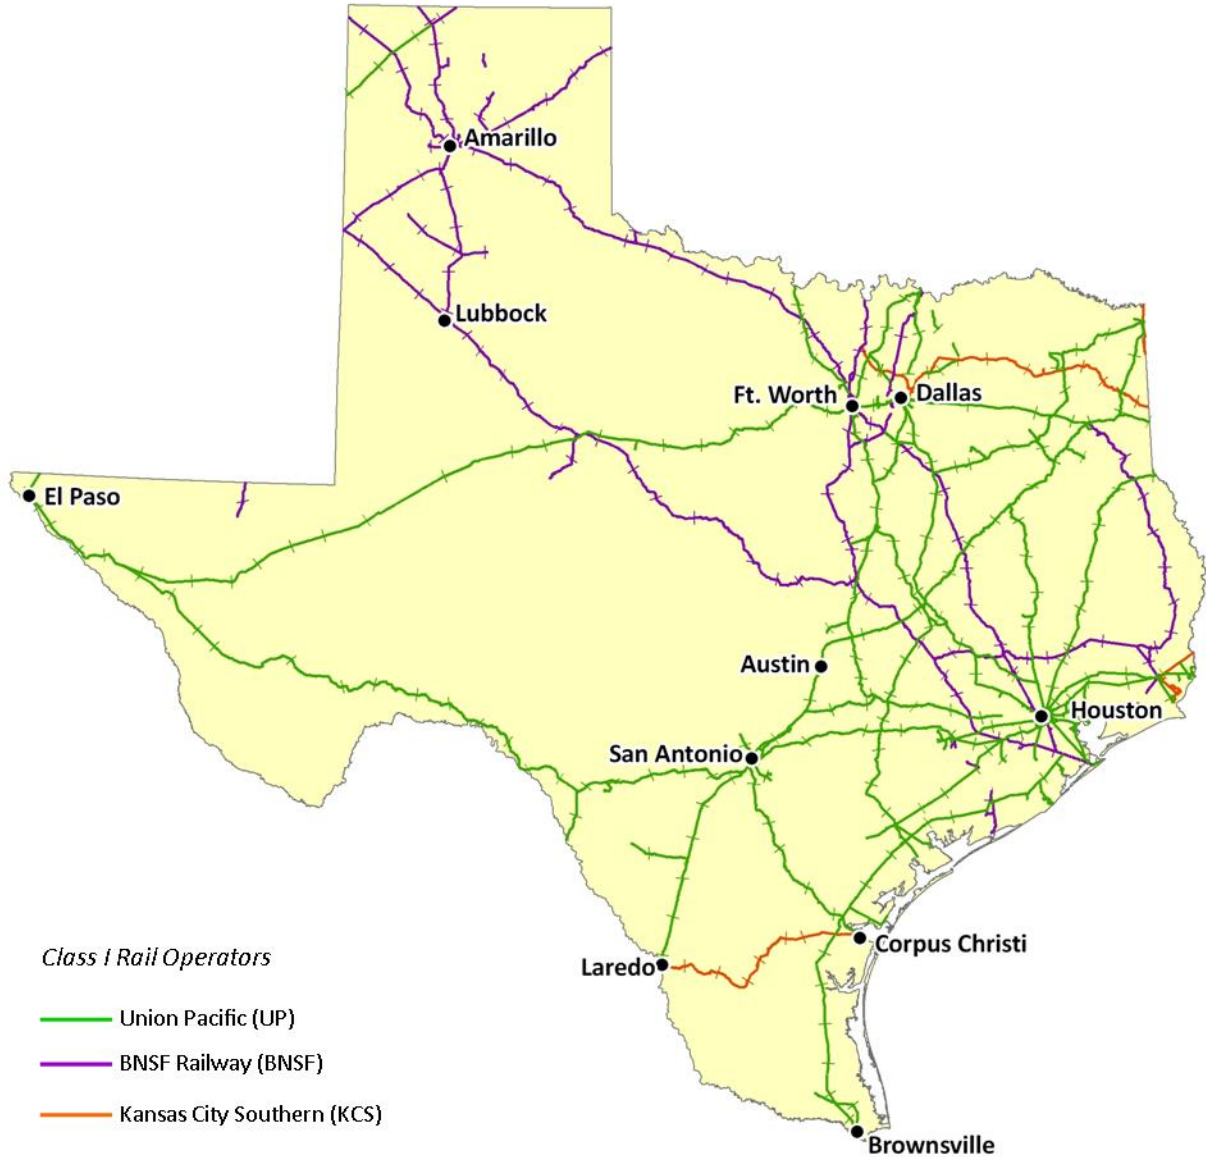 Amarillo
Lubbock
Ft. Worth
Dallas
El Paso
Austin
Houston
San Antonio
Class I Rail Operators
Corpus Christi
Laredo
Union Pacific (UP)
BNSF Railway (BNSF)
Kansas City Southern (KCS)
Brownsville